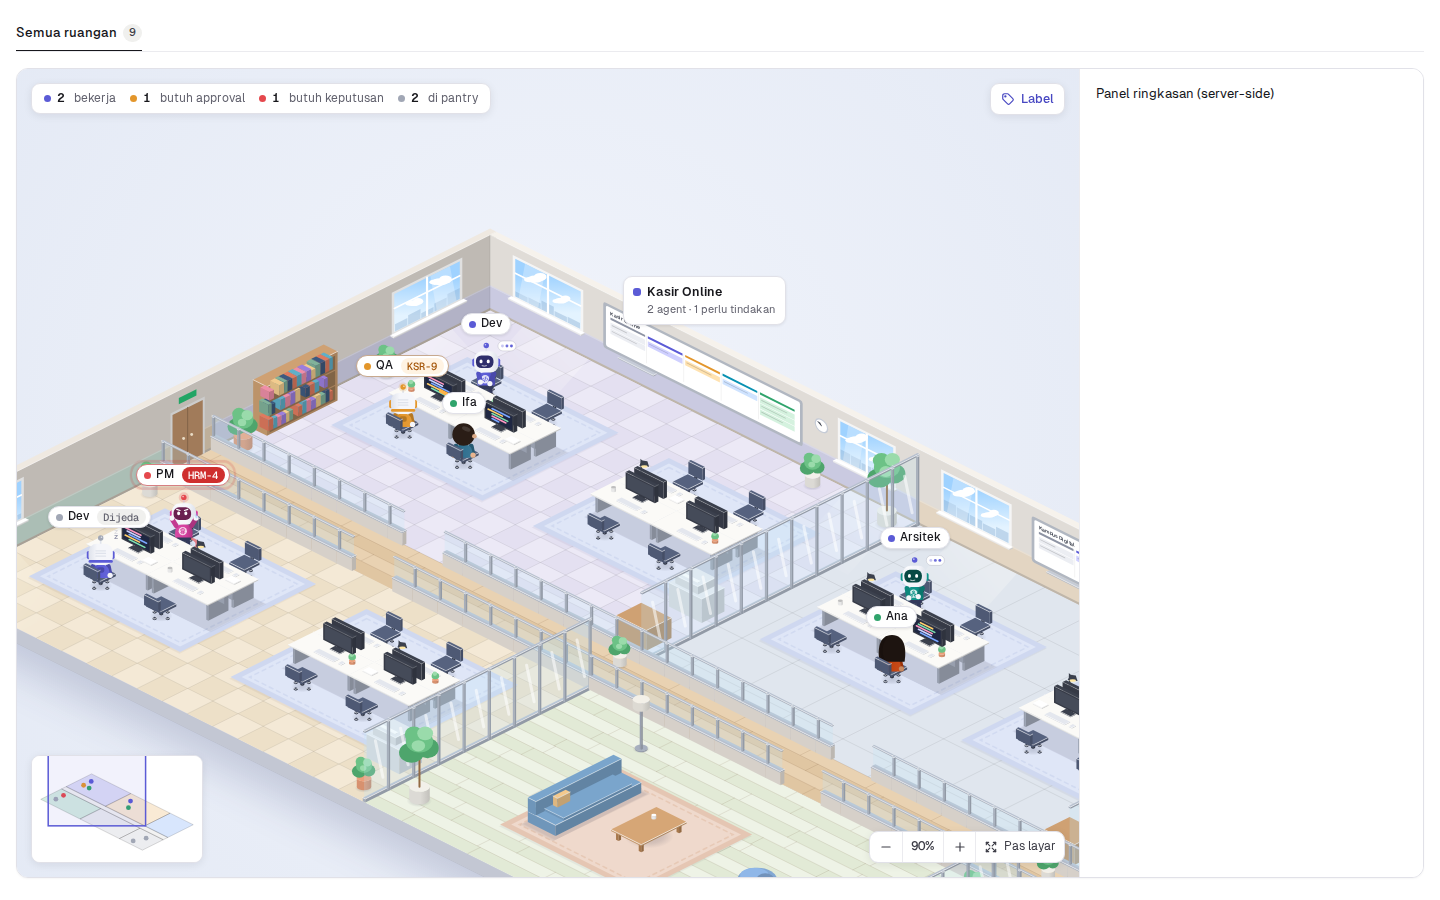 Semua ruangan 9
2 bekerja 1 butuh approval 1 butuh keputusan 2 di pantry
Label
Panel ringkasan (server-side)
Kasir Online
2 agent · 1 perlu tindakan
Dev
QA KSR-9
Ifa
PM HRM-4
Dev Dijeda
z
Arsitek
Ana
90%
Pas layar